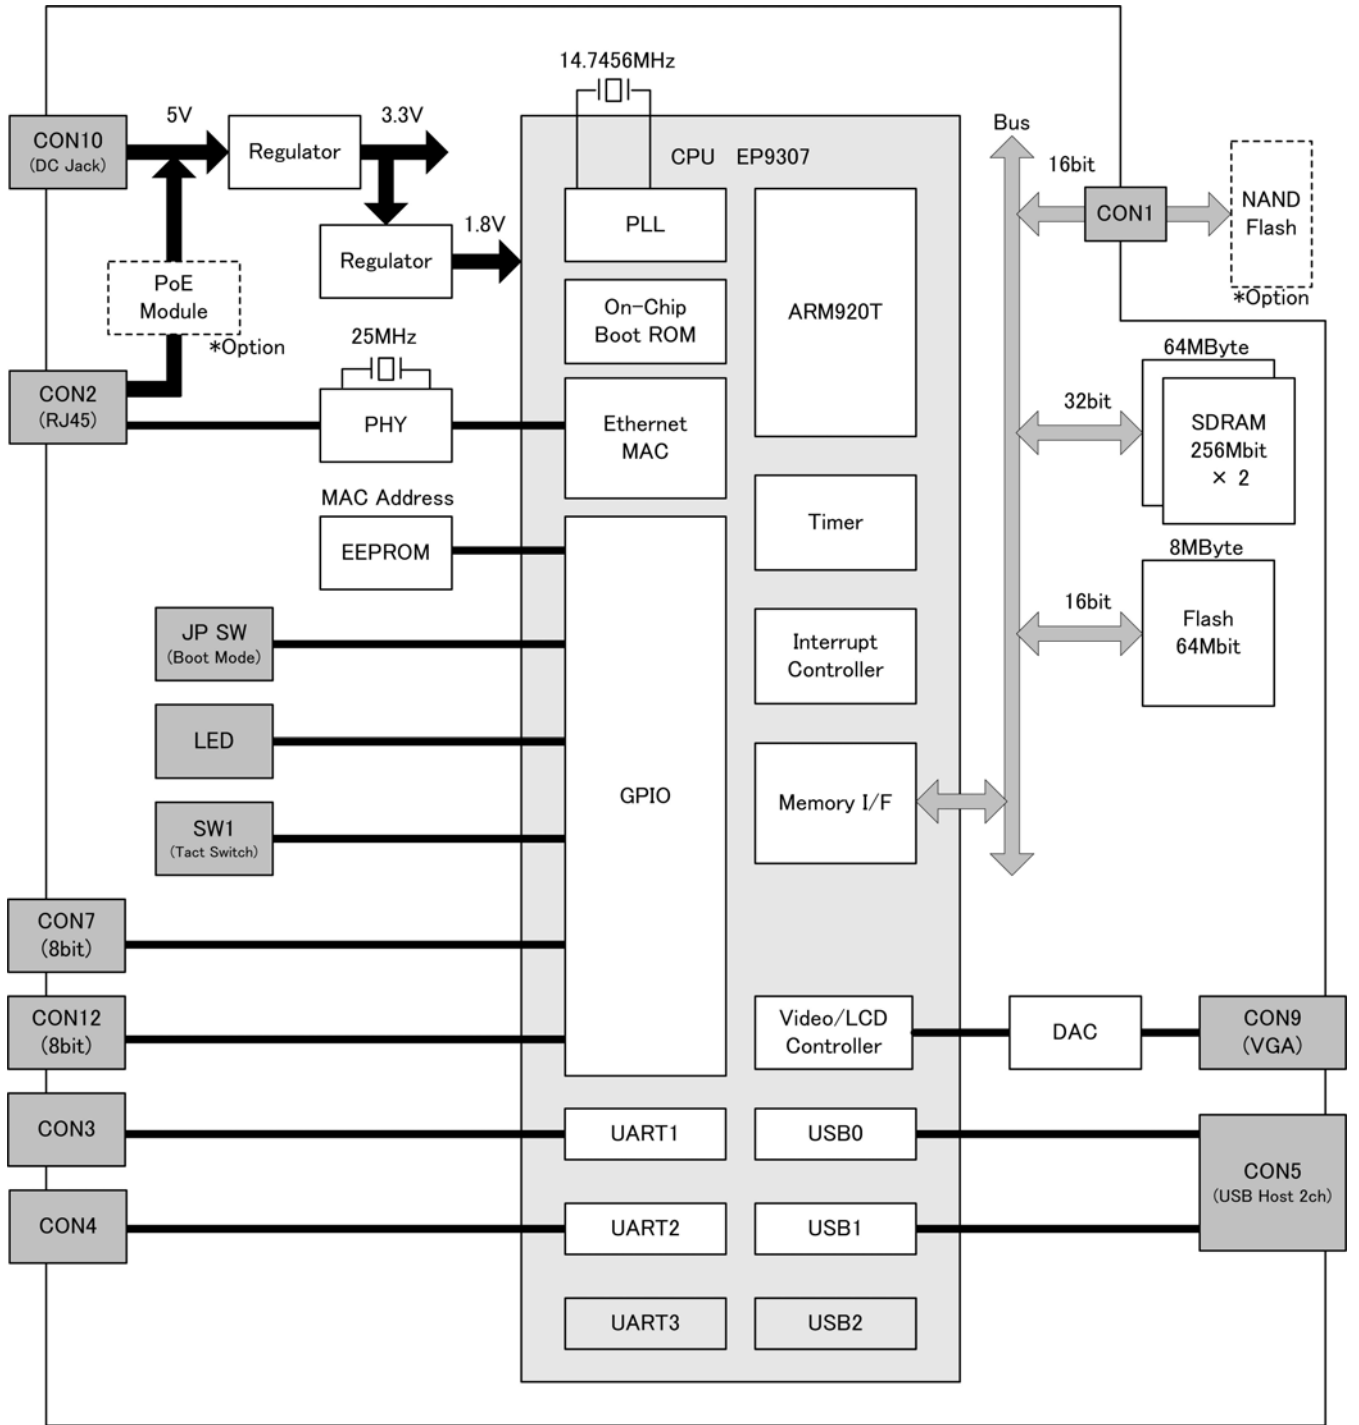 14.7456MHz
5V
3.3V
CON10
(DC Jack)
Regulator
CPU EP9307
Bus
16bit
CON1
NAND
Flash
*Option
PLL
1.8V
Regulator
PoE
Module
*Option
On-Chip
Boot ROM
ARM920T
25MHz
64MByte
CON2
(RJ45)
PHY
Ethernet
MAC
32bit
SDRAM
256Mbit
× 2
MAC Address
EEPROM
Timer
8MByte
16bit
Flash
64Mbit
JP SW
(Boot Mode)
Interrupt
Controller
LED
GPIO
Memory I/F
SW1
(Tact Switch)
CON7
(8bit)
CON12
(8bit)
Video/LCD
Controller
DAC
CON9
(VGA)
CON3
UART1
USB0
CON5
(USB Host 2ch)
CON4
UART2
USB1
UART3
USB2